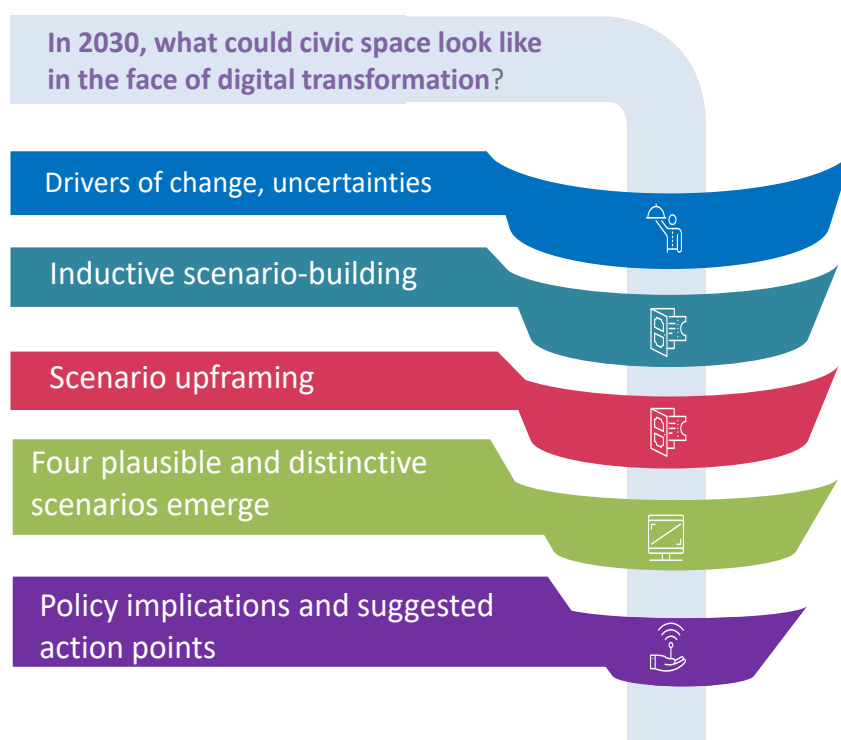 In 2030, what could civic space look like
in the face of digital transformation?
Drivers of change, uncertainties
Inductive scenario-building
Scenario upframing
Four plausible and distinctive
scenarios emerge
Policy implications and suggested
action points